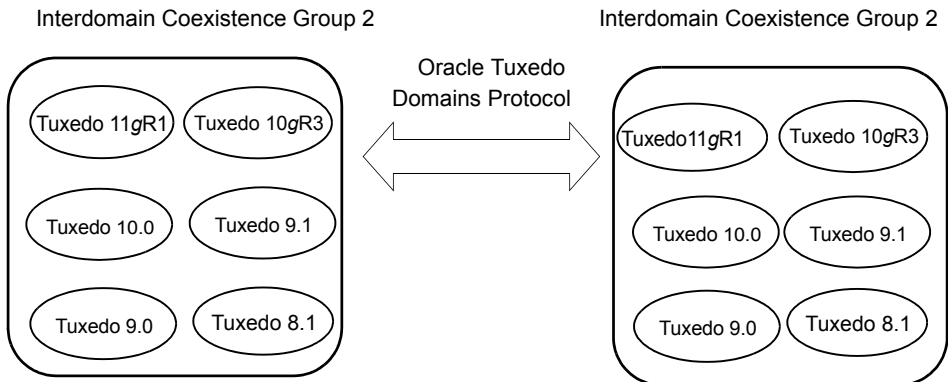 Interdomain Coexistence Group 2
Interdomain Coexistence Group 2
Oracle Tuxedo
Domains Protocol
Tuxedo 11gR1
Tuxedo 10gR3
Tuxedo 10.0
Tuxedo 9.1
Tuxedo 9.0
Tuxedo 8.1
Tuxedo11gR1
Tuxedo 10gR3
Tuxedo 10.0
Tuxedo 9.1
Tuxedo 9.0
Tuxedo 8.1